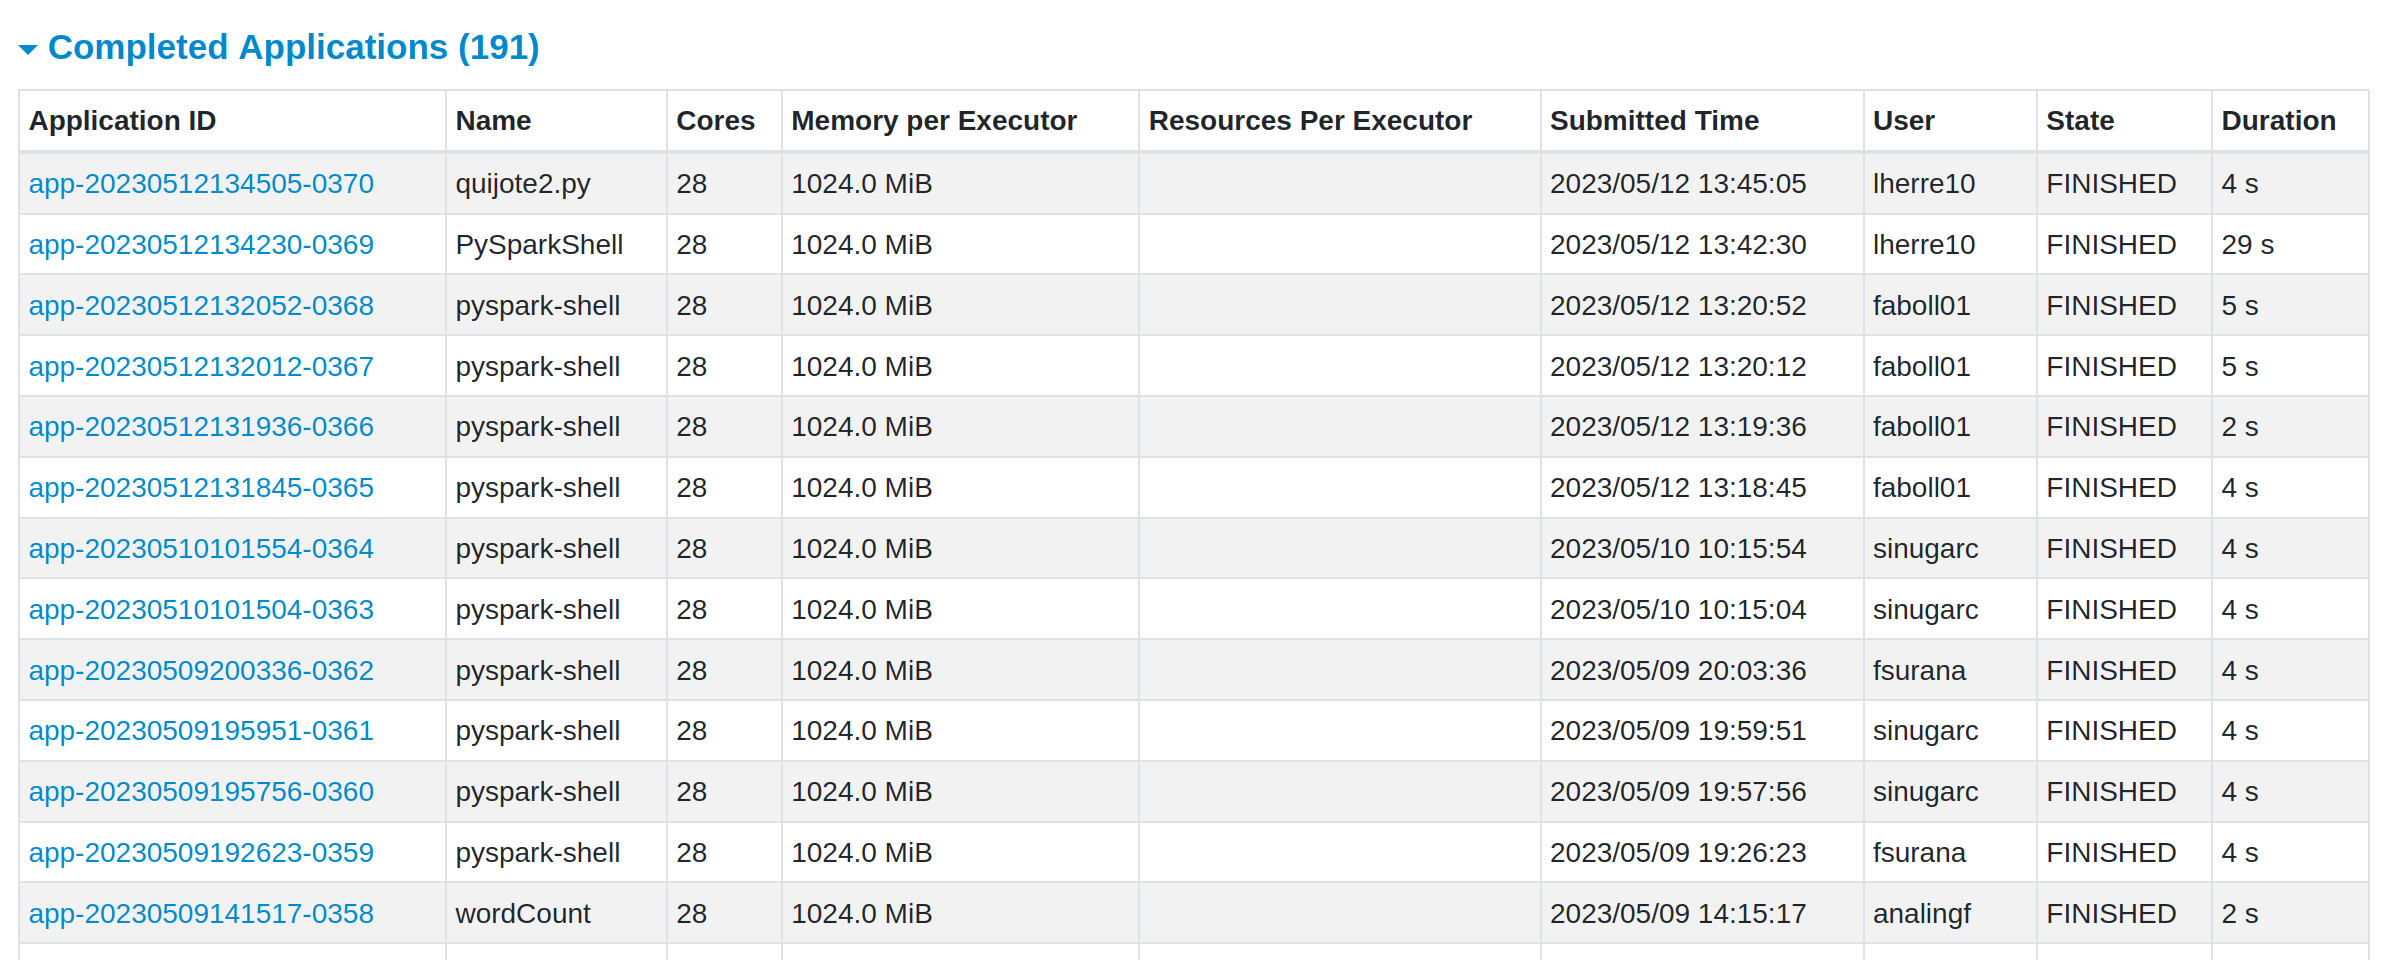 Completed Applications (191)
Application ID Name Cores Memory per Executor Resources Per Executor Submitted Time User State Duration
app-20230512134505-0370 quijote2.py 28 1024.0 MiB 2023/05/12 13:45:05 lherre10 FINISHED 4 s
app-20230512134230-0369 PySparkShell 28 1024.0 MiB 2023/05/12 13:42:30 lherre10 FINISHED 29 s
app-20230512132052-0368 pyspark-shell 28 1024.0 MiB 2023/05/12 13:20:52 faboll01 FINISHED 5 s
app-20230512132012-0367 pyspark-shell 28 1024.0 MiB 2023/05/12 13:20:12 faboll01 FINISHED 5 s
app-20230512131936-0366 pyspark-shell 28 1024.0 MiB 2023/05/12 13:19:36 faboll01 FINISHED 2 s
app-20230512131845-0365 pyspark-shell 28 1024.0 MiB 2023/05/12 13:18:45 faboll01 FINISHED 4 s
app-20230510101554-0364 pyspark-shell 28 1024.0 MiB 2023/05/10 10:15:54 sinugarc FINISHED 4 s
app-20230510101504-0363 pyspark-shell 28 1024.0 MiB 2023/05/10 10:15:04 sinugarc FINISHED 4 s
app-20230509200336-0362 pyspark-shell 28 1024.0 MiB 2023/05/09 20:03:36 fsurana FINISHED 4 s
app-20230509195951-0361 pyspark-shell 28 1024.0 MiB 2023/05/09 19:59:51 sinugarc FINISHED 4 s
app-20230509195756-0360 pyspark-shell 28 1024.0 MiB 2023/05/09 19:57:56 sinugarc FINISHED 4 s
app-20230509192623-0359 pyspark-shell 28 1024.0 MiB 2023/05/09 19:26:23 fsurana FINISHED 4 s
app-20230509141517-0358 wordCount 28 1024.0 MiB 2023/05/09 14:15:17 analingf FINISHED 2 s